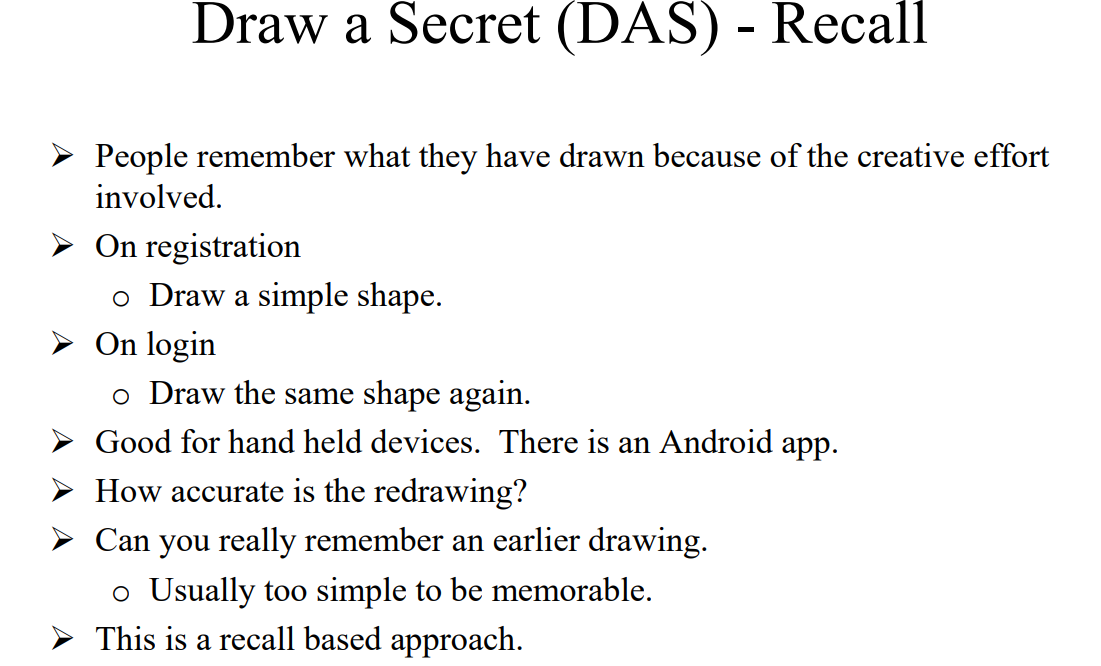 Draw a Secret (DAS) - Recall
➢ People remember what they have drawn because of the creative effort
involved.
➢ On registration
o Draw a simple shape.
➢ On login
o Draw the same shape again.
➢ Good for hand held devices.  There is an Android app.
➢ How accurate is the redrawing?
➢ Can you really remember an earlier drawing.
o Usually too simple to be memorable.
➢ This is a recall based approach.